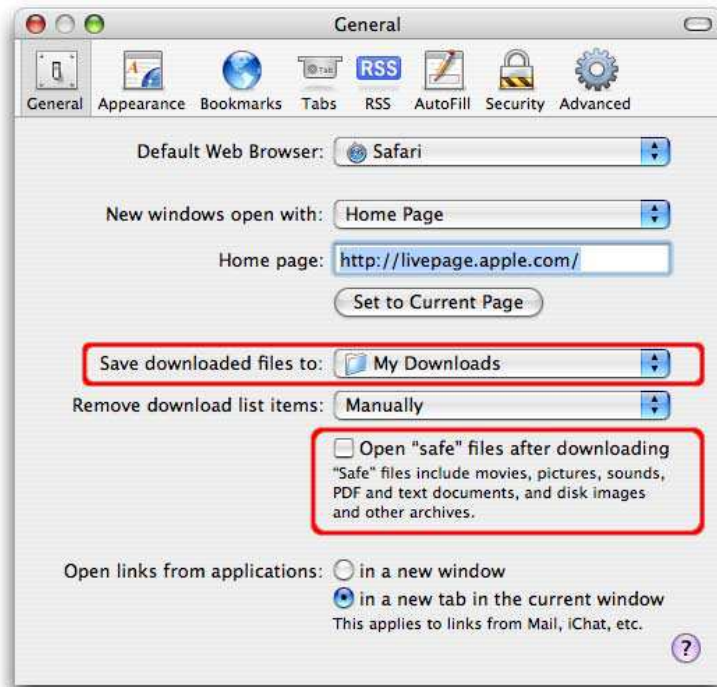 General
General Appearance Bookmarks Tabs RSS AutoFill Security Advanced
Default Web Browser: Safari
New windows open with: Home Page
Home page: http://livepage.apple.com/
Set to Current Page
Save downloaded files to: My Downloads
Remove download list items: Manually
Open "safe" files after downloading
"Safe" files include movies, pictures, sounds,
PDF and text documents, and disk images
and other archives.
Open links from applications: in a new window
in a new tab in the current window
This applies to links from Mail, iChat, etc.
?